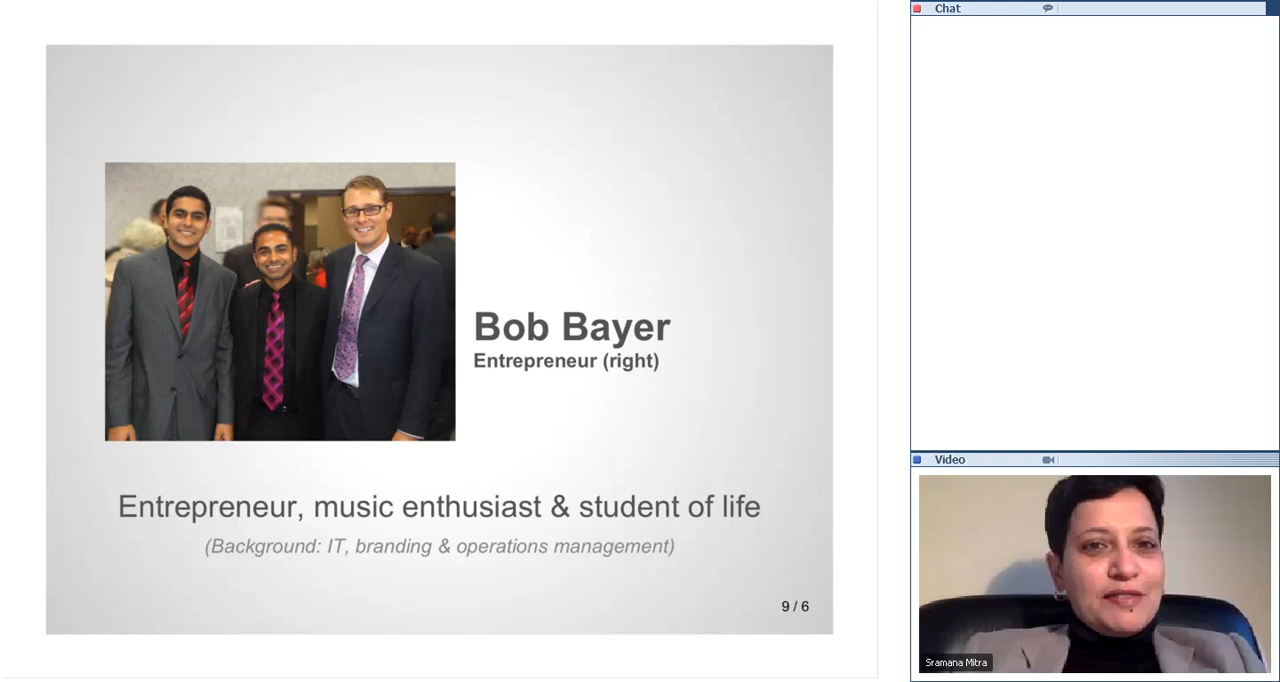 Chat
Bob Bayer
Entrepreneur (right)
Entrepreneur, music enthusiast & student of life
(Background: IT, branding & operations management)
9 / 6
Video
Sramana Mitra